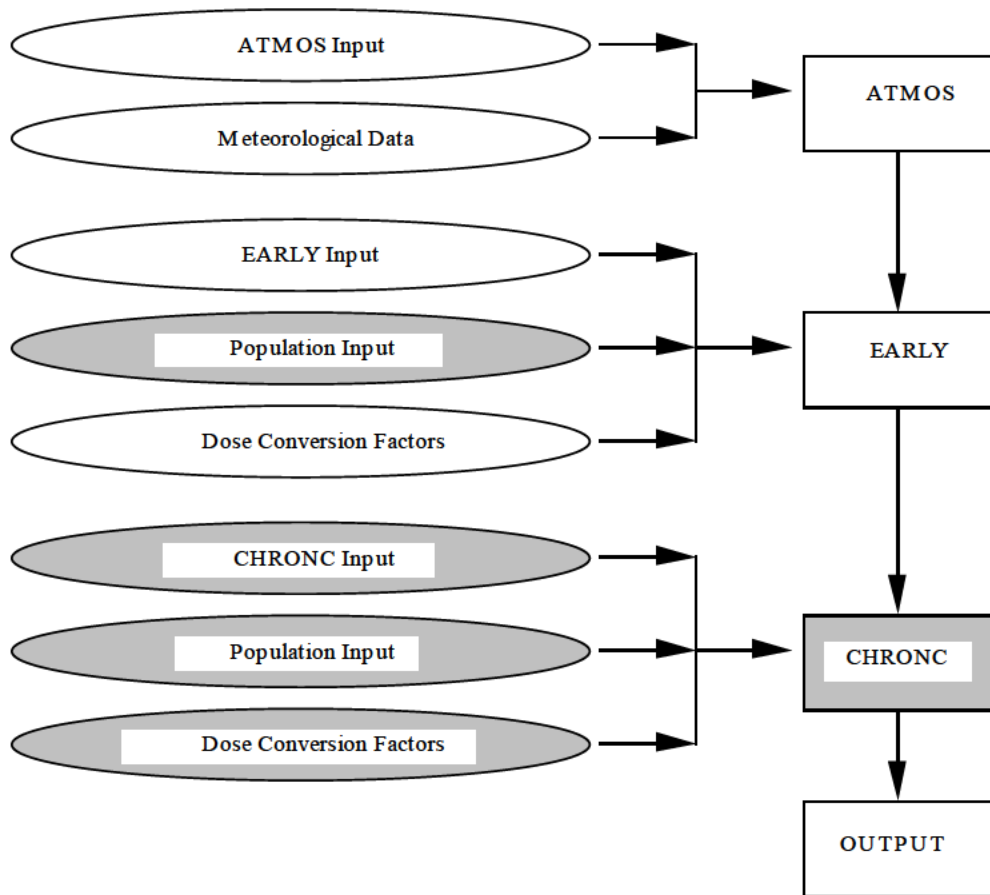 ATMOS Input
ATMOS
Meteorological Data
EARLY Input
Population Input
EARLY
Dose Conversion Factors
CHRONC Input
Population Input
CHRONC
Dose Conversion Factors
OUTPUT